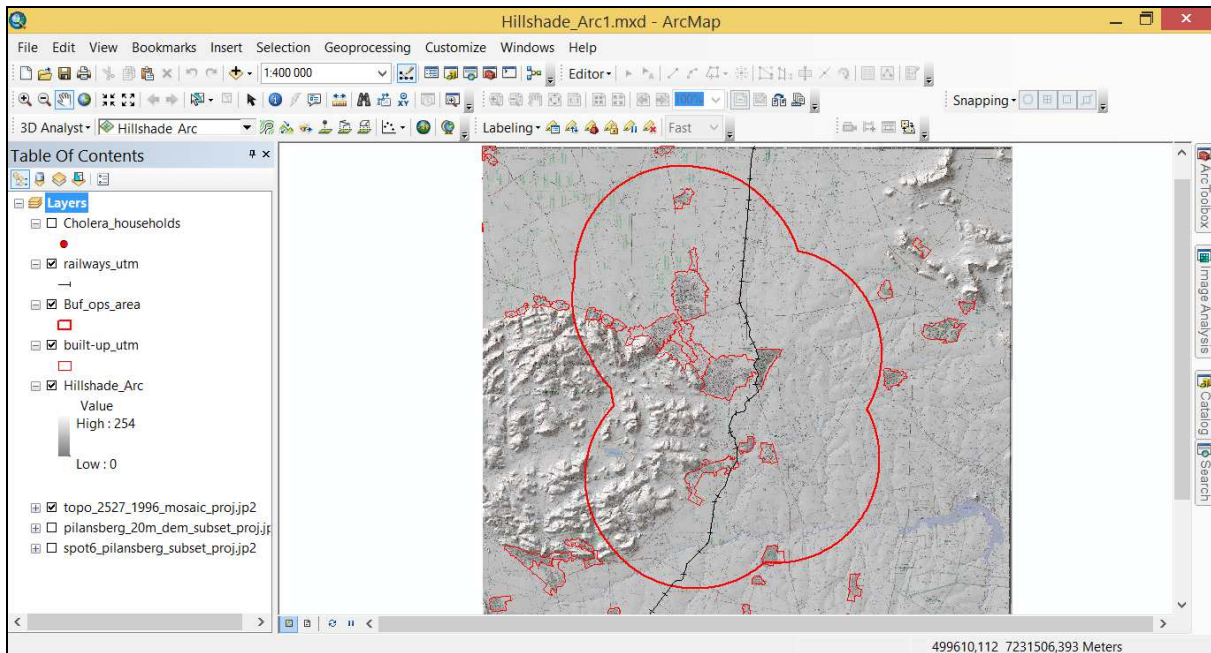 Hillshade_Arc1.mxd - ArcMap
File Edit View Bookmarks Insert Selection Geoprocessing Customize Windows Help
1:400 000 Editor
100% Snapping
3D Analyst Hillshade Arc Labeling Fast
Table Of Contents
Layers
Cholera_households
railways_utm
Buf_ops_area
built-up_utm
Hillshade_Arc
Value
High : 254
Low : 0
topo_2527_1996_mosaic_proj.jp2
pilansberg_20m_dem_subset_proj.jp
spot6_pilansberg_subset_proj.jp2
ArcToolbox
Image Analysis
Catalog
Search
499610,112 7231506,393 Meters